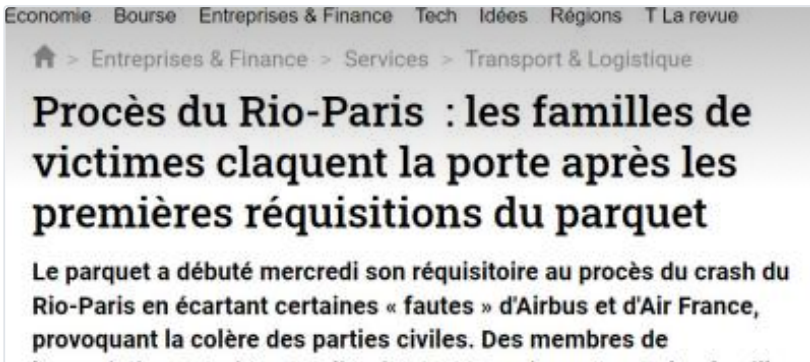 Economie Bourse Entreprises & Finance Tech Idées Régions T La revue
> Entreprises & Finance > Services > Transport & Logistique
Procès du Rio-Paris : les familles de
victimes claquent la porte après les
premières réquisitions du parquet
Le parquet a débuté mercredi son réquisitoire au procès du crash du
Rio-Paris en écartant certaines « fautes » d'Airbus et d'Air France,
provoquant la colère des parties civiles. Des membres de